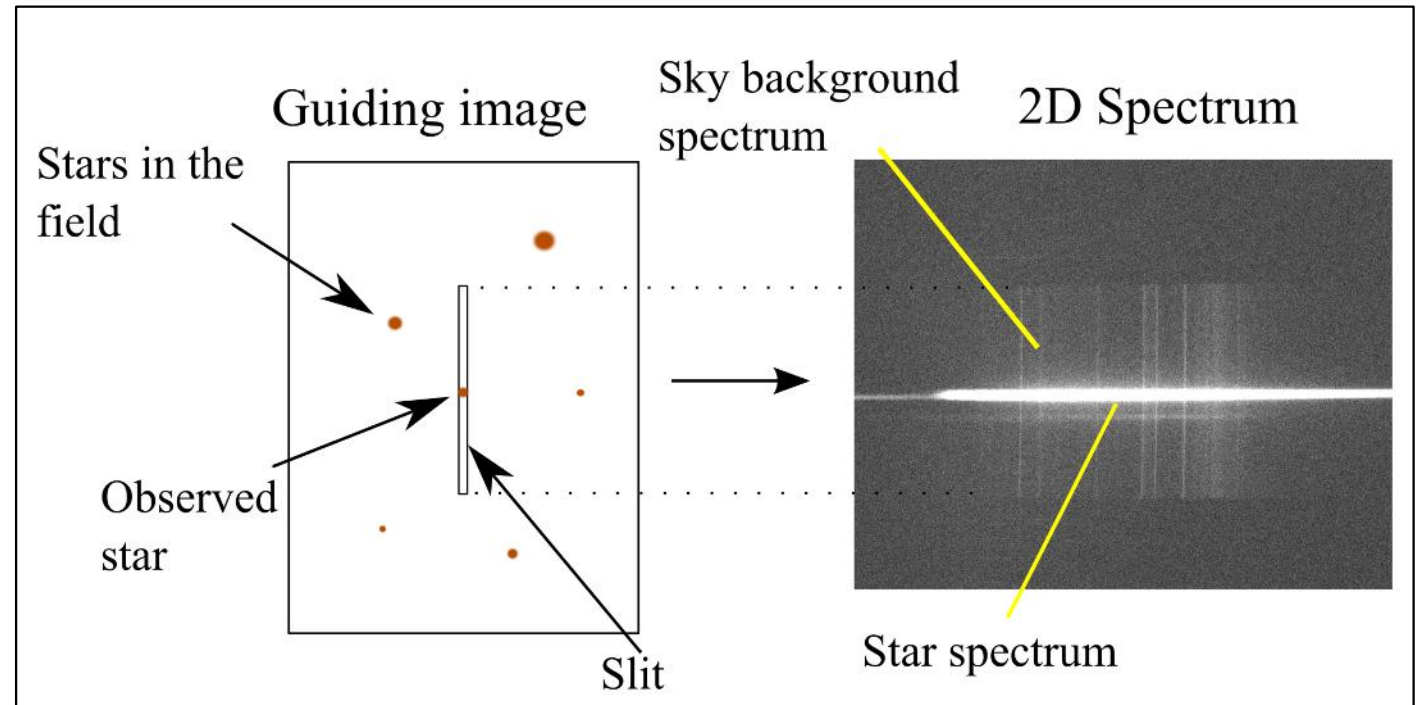 Guiding image
Stars in the
field
Observed
star
Slit
Sky background
spectrum
2D Spectrum
Star spectrum